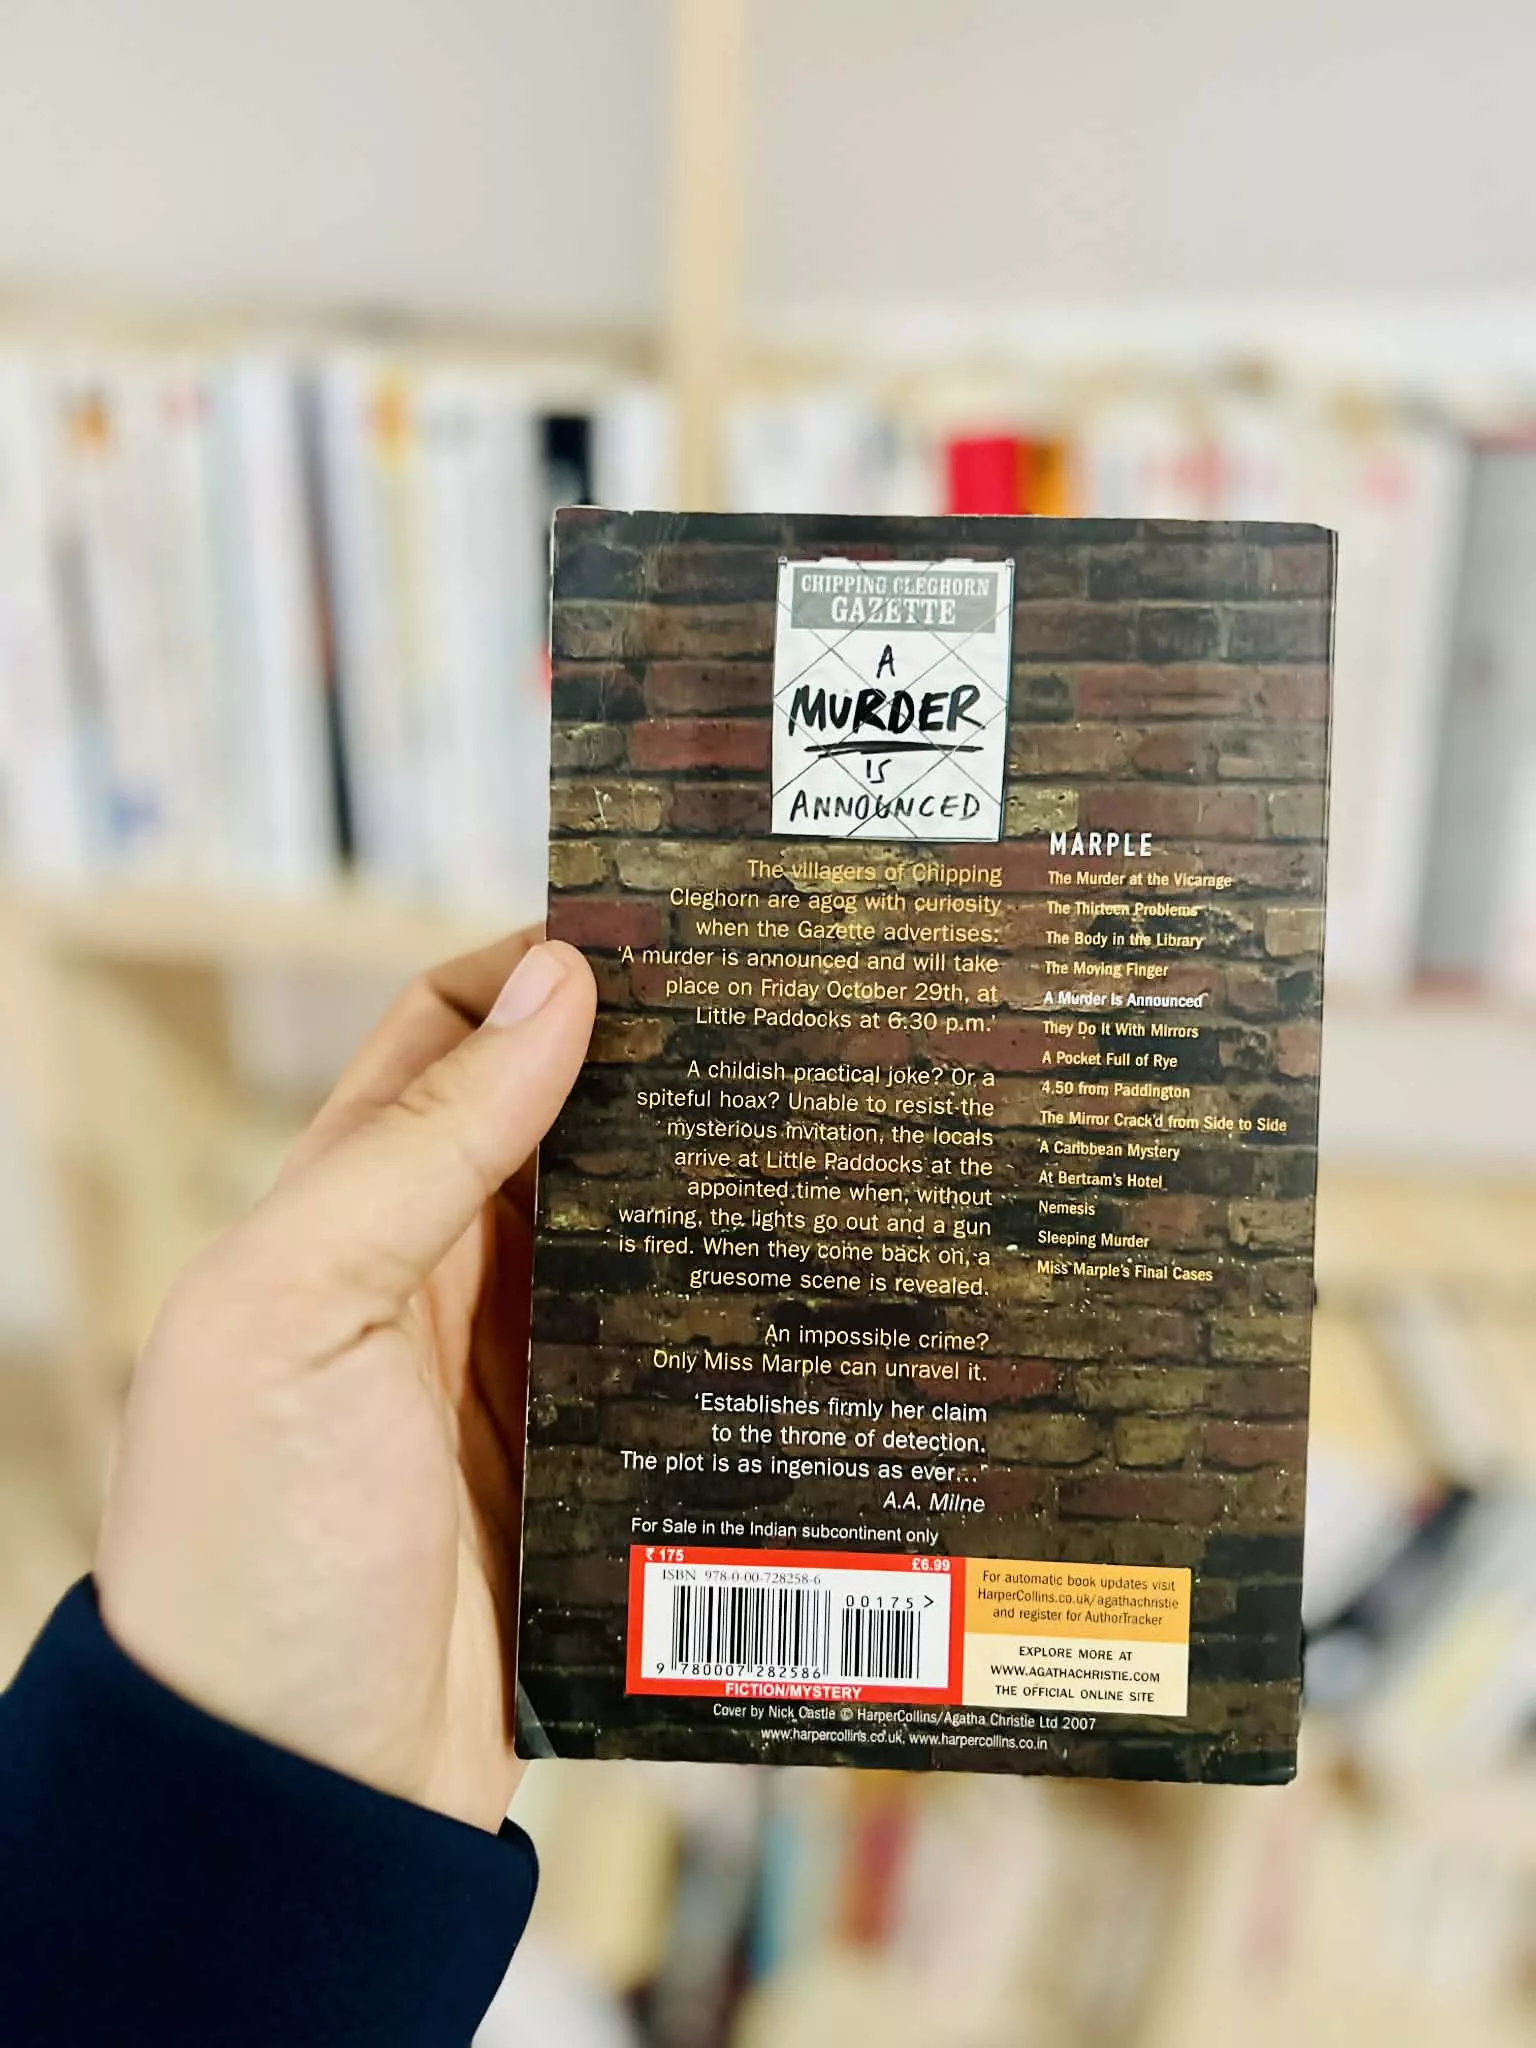 CHIPPING CLEGHORN
GAZETTE
A
MURDER
IS
ANNOUNCED
The villagers of Chipping
Cleghorn are agog with curiosity
when the Gazette advertises:
‘A murder is announced and will take
place on Friday October 29th, at
Little Paddocks at 6.30 p.m.’
A childish practical joke? Or a
spiteful hoax? Unable to resist the
mysterious invitation, the locals
arrive at Little Paddocks at the
appointed time when, without
warning, the lights go out and a gun
is fired. When they come back on, a
gruesome scene is revealed.
An impossible crime?
Only Miss Marple can unravel it.
‘Establishes firmly her claim
to the throne of detection.
The plot is as ingenious as ever...’
A.A. Milne
MARPLE
The Murder at the Vicarage
The Thirteen Problems
The Body in the Library
The Moving Finger
A Murder Is Announced
They Do It With Mirrors
A Pocket Full of Rye
4.50 from Paddington
The Mirror Crack’d from Side to Side
A Caribbean Mystery
At Bertram’s Hotel
Nemesis
Sleeping Murder
Miss Marple’s Final Cases
For Sale in the Indian subcontinent only
₹ 175 £6.99
ISBN 978-0-00-728258-6
00175 >
9 780007 282586
FICTION/MYSTERY
For automatic book updates visit
HarperCollins.co.uk/agathachristie
and register for AuthorTracker
EXPLORE MORE AT
WWW.AGATHACHRISTIE.COM
THE OFFICIAL ONLINE SITE
Cover by Nick Castle © HarperCollins/Agatha Christie Ltd 2007
www.harpercollins.co.uk, www.harpercollins.co.in